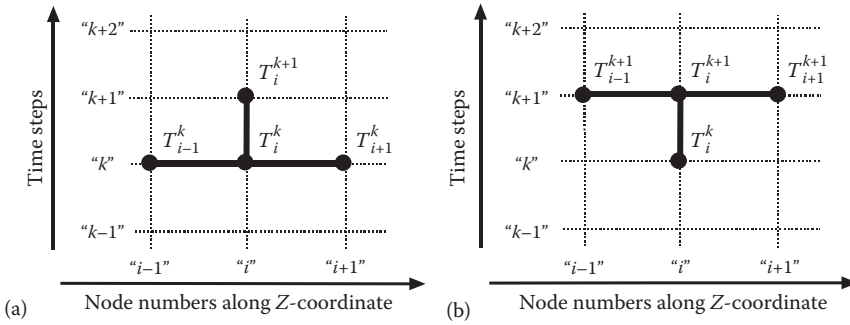 Time steps
“k+2”
“k+1”
“k”
“k−1”
T_i^{k+1}
T_{i−1}^k
T_i^k
T_{i+1}^k
“i−1”
“i”
“i+1”
(a)
Node numbers along Z-coordinate
Time steps
“k+2”
“k+1”
“k”
“k−1”
T_{i−1}^{k+1}
T_i^{k+1}
T_{i+1}^{k+1}
T_i^k
“i−1”
“i”
“i+1”
(b)
Node numbers along Z-coordinate